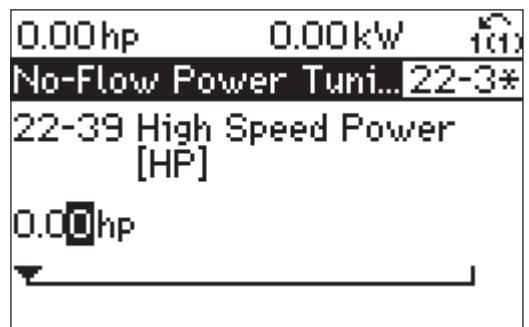 0.00hp 0.00kW 1(1)
No-Flow Power Tuni... 22-3*
22-39 High Speed Power
[HP]
0.00hp